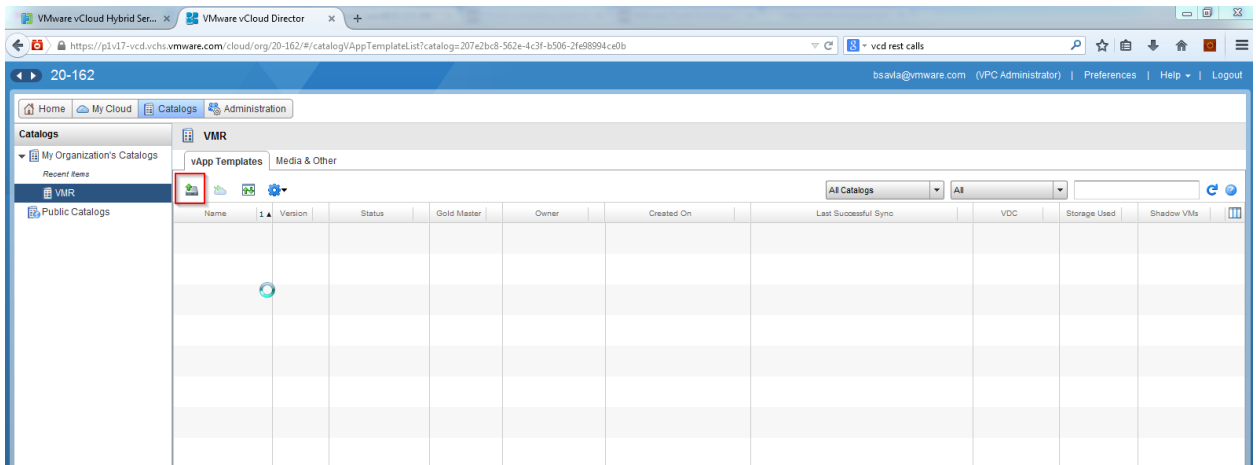 VMware vCloud Hybrid Ser...
VMware vCloud Director
https://p1v17-vcd.vchs.vmware.com/cloud/org/20-162/#/catalogVAppTemplateList?catalog=207e2bc8-562e-4c3f-b506-2fe98994ce0b
vcd rest calls
20-162
bsavla@vmware.com (VPC Administrator) | Preferences | Help | Logout
Home My Cloud Catalogs Administration
Catalogs
VMR
My Organization's Catalogs
vApp Templates Media & Other
Recent Items
VMR
All Catalogs All
Public Catalogs
Name 1 Version Status Gold Master Owner Created On Last Successful Sync VDC Storage Used Shadow VMs